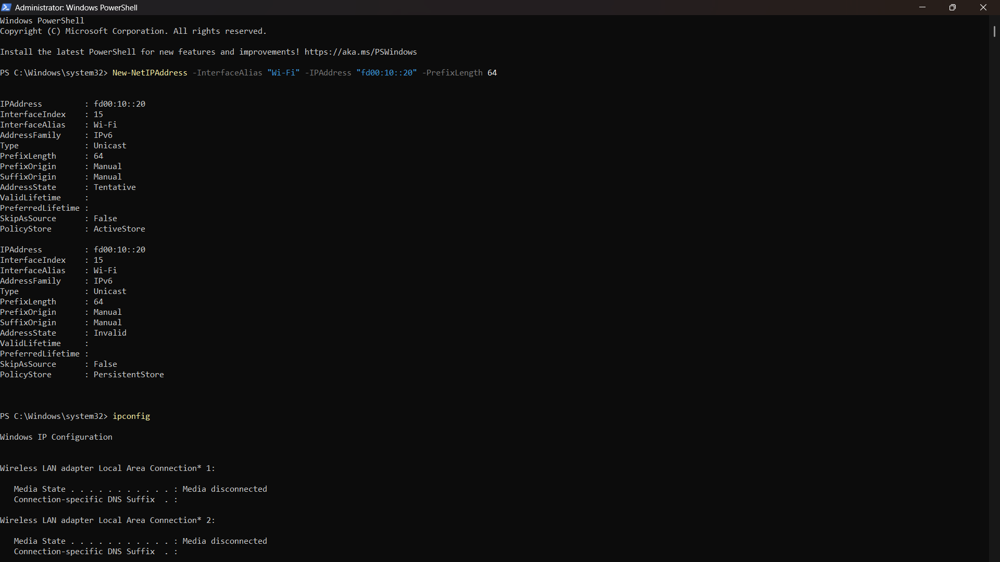 Administrator: Windows PowerShell
Windows PowerShell
Copyright (C) Microsoft Corporation. All rights reserved.
Install the latest PowerShell for new features and improvements! https://aka.ms/PSWindows
PS C:\Windows\system32> New-NetIPAddress -InterfaceAlias "Wi-Fi" -IPAddress "fd00:10::20" -PrefixLength 64
IPAddress         : fd00:10::20
InterfaceIndex    : 15
InterfaceAlias    : Wi-Fi
AddressFamily     : IPv6
Type              : Unicast
PrefixLength      : 64
PrefixOrigin      : Manual
SuffixOrigin      : Manual
AddressState      : Tentative
ValidLifetime     :
PreferredLifetime :
SkipAsSource      : False
PolicyStore       : ActiveStore
IPAddress         : fd00:10::20
InterfaceIndex    : 15
InterfaceAlias    : Wi-Fi
AddressFamily     : IPv6
Type              : Unicast
PrefixLength      : 64
PrefixOrigin      : Manual
SuffixOrigin      : Manual
AddressState      : Invalid
ValidLifetime     :
PreferredLifetime :
SkipAsSource      : False
PolicyStore       : PersistentStore
PS C:\Windows\system32> ipconfig
Windows IP Configuration
Wireless LAN adapter Local Area Connection* 1:
   Media State . . . . . . . . . . . : Media disconnected
   Connection-specific DNS Suffix  . :
Wireless LAN adapter Local Area Connection* 2:
   Media State . . . . . . . . . . . : Media disconnected
   Connection-specific DNS Suffix  . :